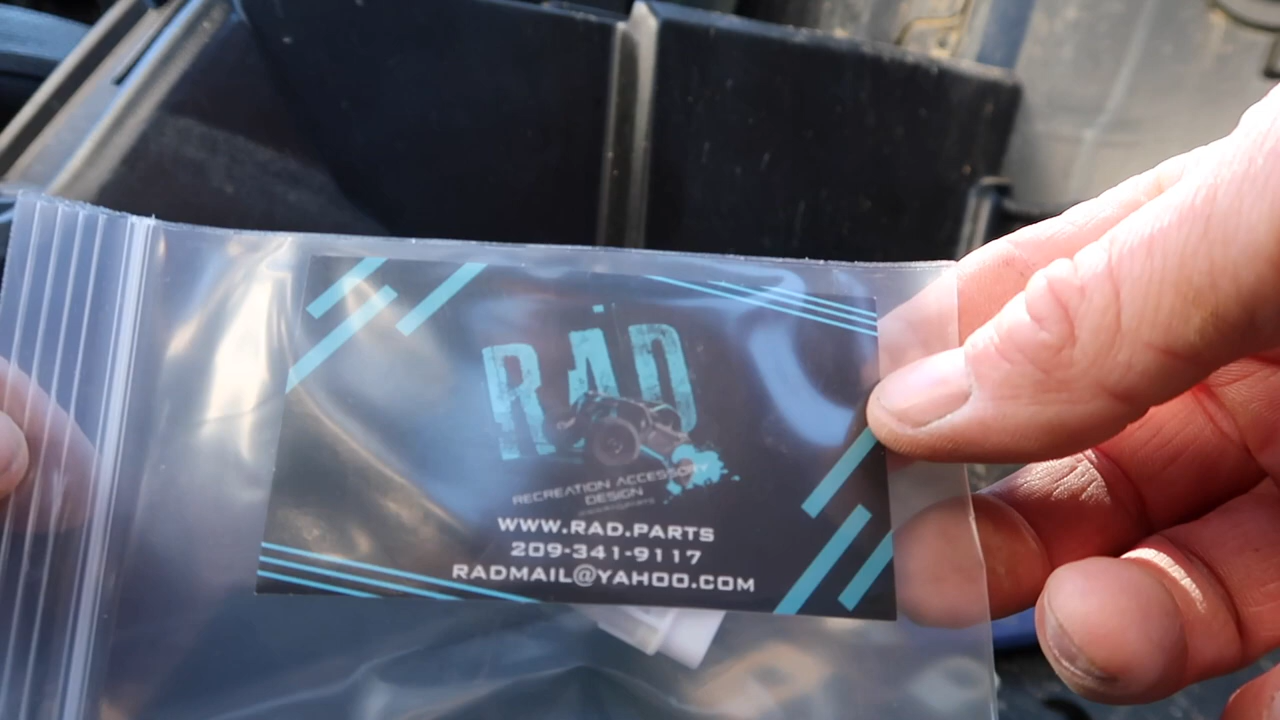 RAD
RECREATION ACCESSORY
DESIGN
WWW.RAD.PARTS
209-341-9117
RADMAIL@YAHOO.COM